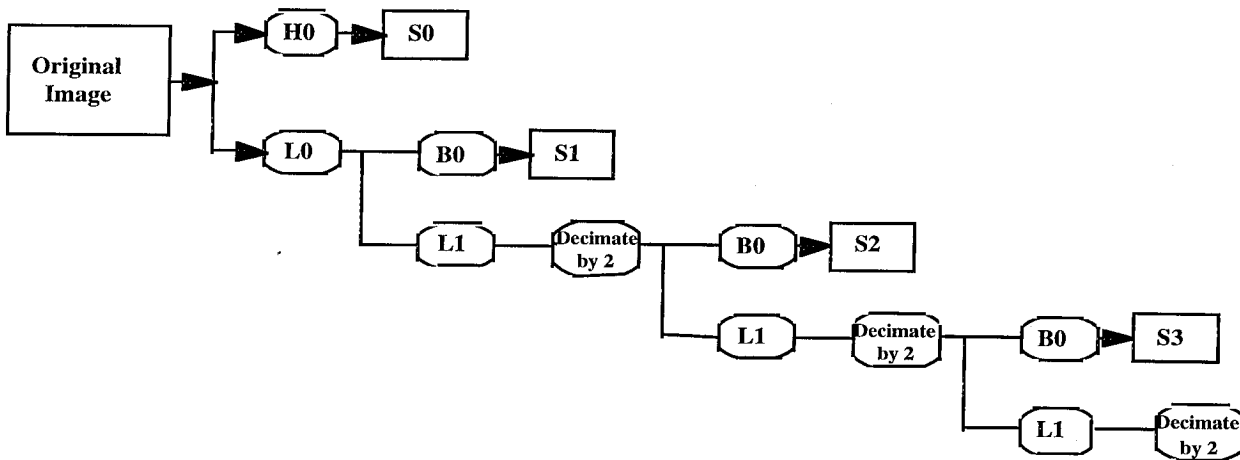 H0
S0
Original
Image
L0
B0
S1
L1
Decimate
by 2
B0
S2
L1
Decimate
by 2
B0
S3
L1
Decimate
by 2